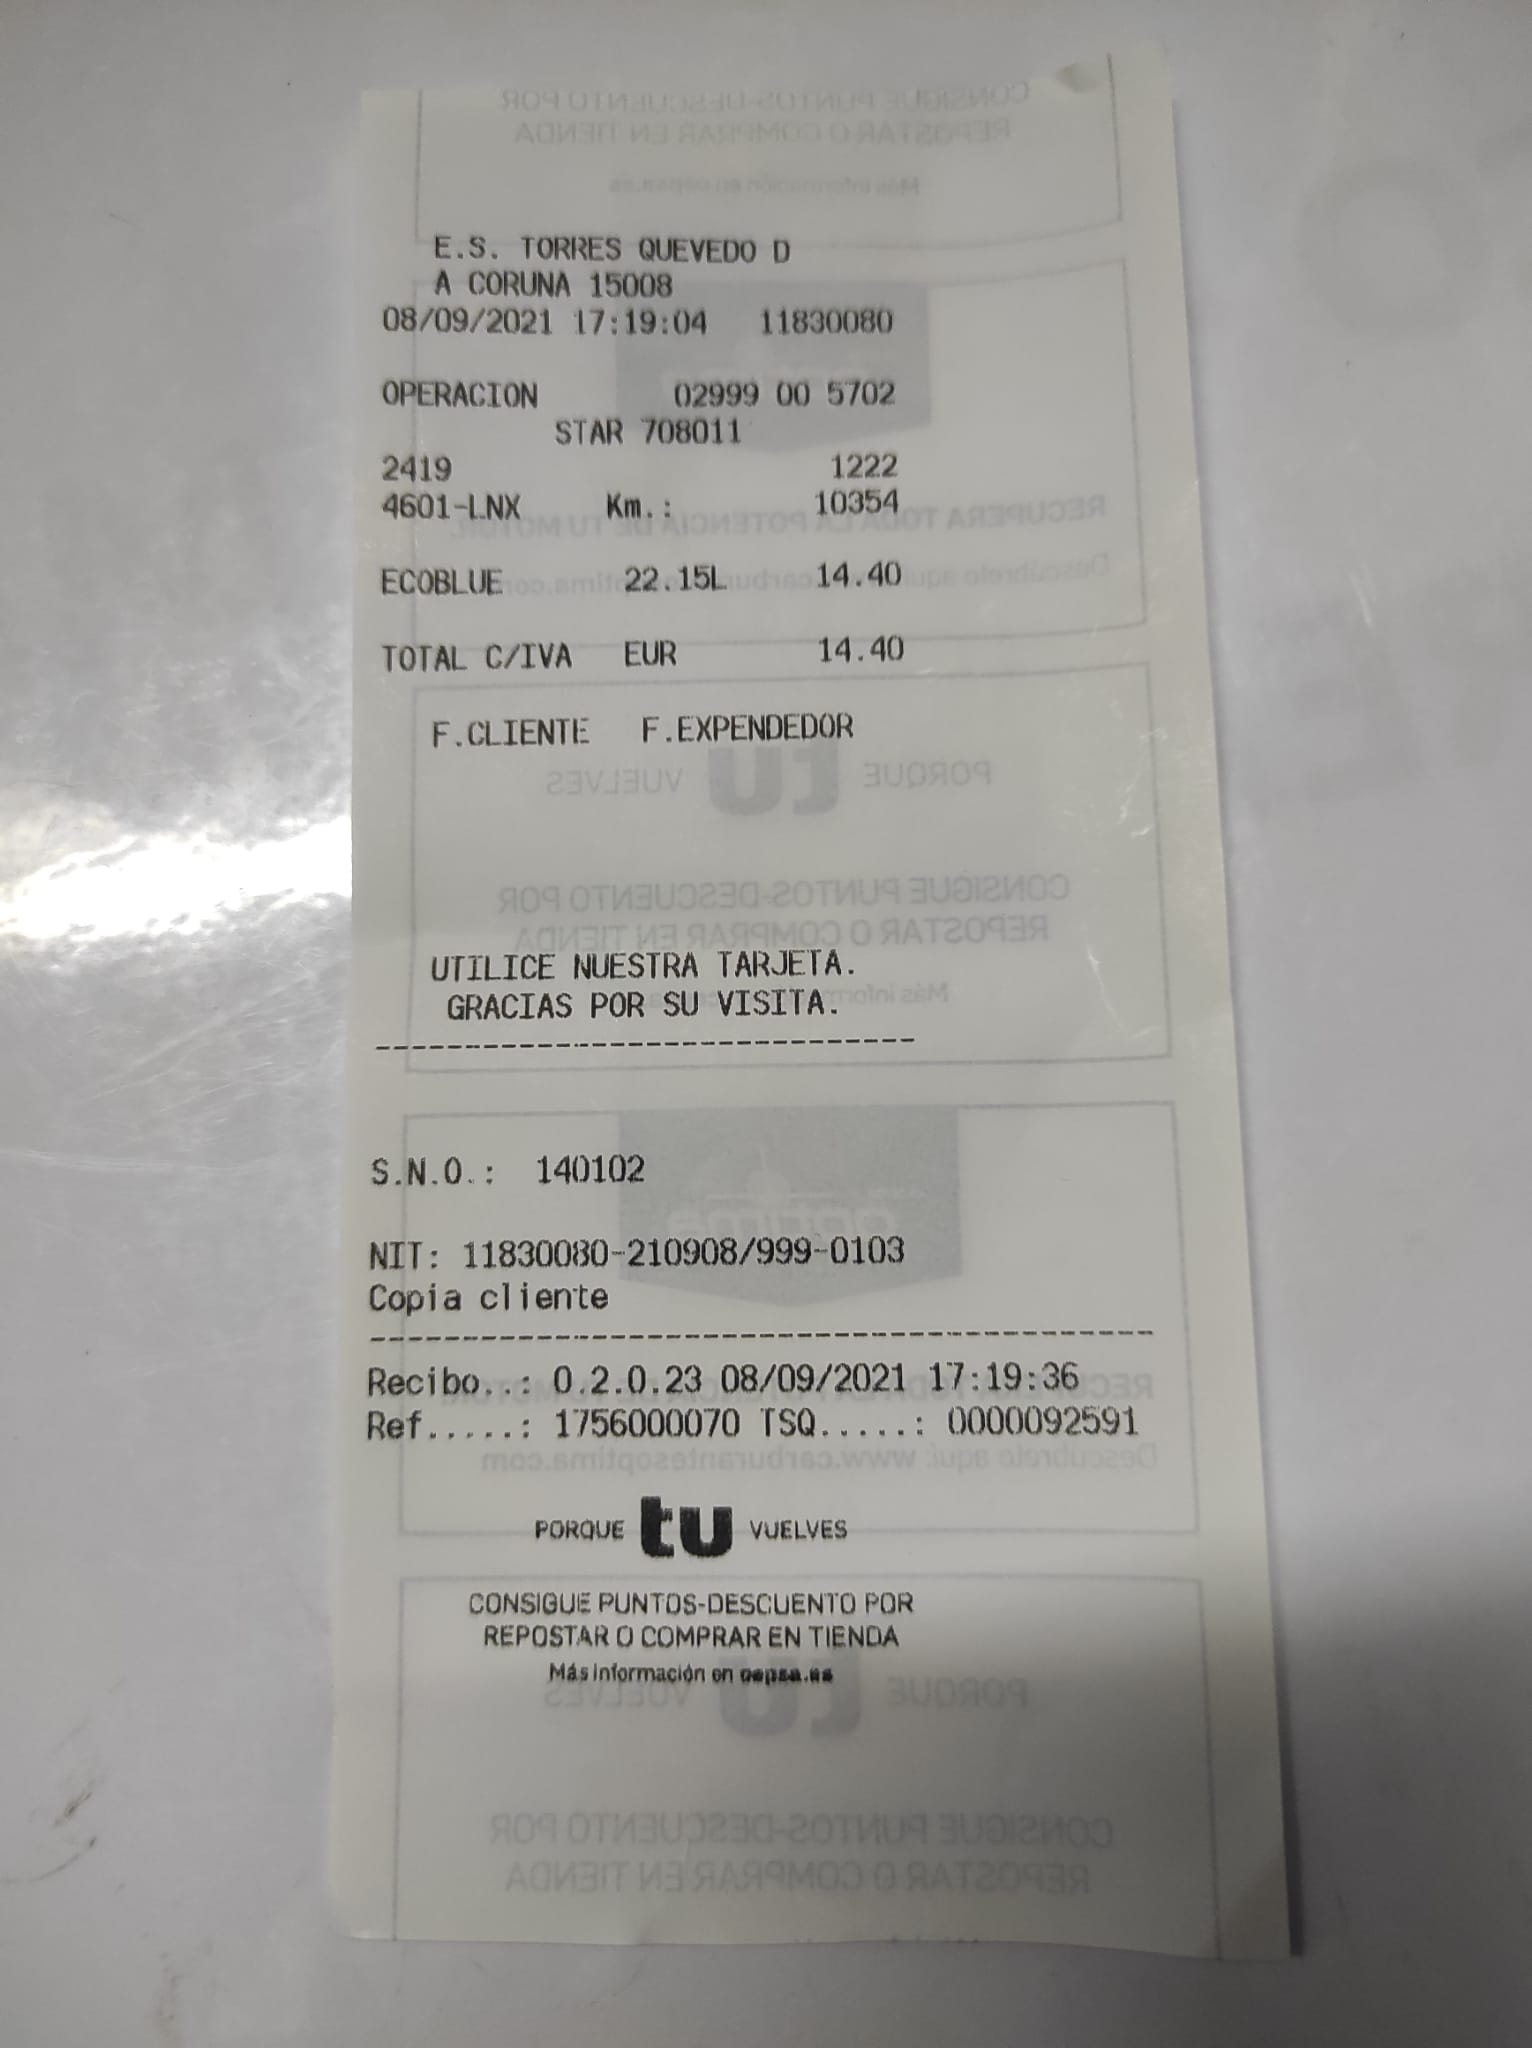 E.S. TORRES QUEVEDO D
A CORUNA 15008
08/09/2021 17:19:04 11830080
OPERACION 02999 00 5702
STAR 708011
2419 1222
4601-LNX Km.: 10354
ECOBLUE 22.15L 14.40
TOTAL C/IVA EUR 14.40
F.CLIENTE F.EXPENDEDOR
UTILICE NUESTRA TARJETA.
GRACIAS POR SU VISITA.
------------------------------
S.N.O.: 140102
NIT: 11830080-210908/999-0103
Copia cliente
------------------------------------------
Recibo..: 0.2.0.23 08/09/2021 17:19:36
Ref.....: 1756000070 TSQ.....: 0000092591
PORQUE tu VUELVES
CONSIGUE PUNTOS-DESCUENTO POR
REPOSTAR O COMPRAR EN TIENDA
Más información en cepsa.es